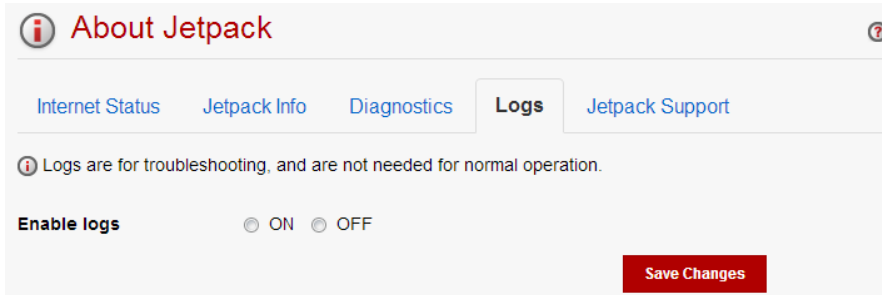 About Jetpack
Internet Status Jetpack Info Diagnostics Logs Jetpack Support
Logs are for troubleshooting, and are not needed for normal operation.
Enable logs ON OFF
Save Changes